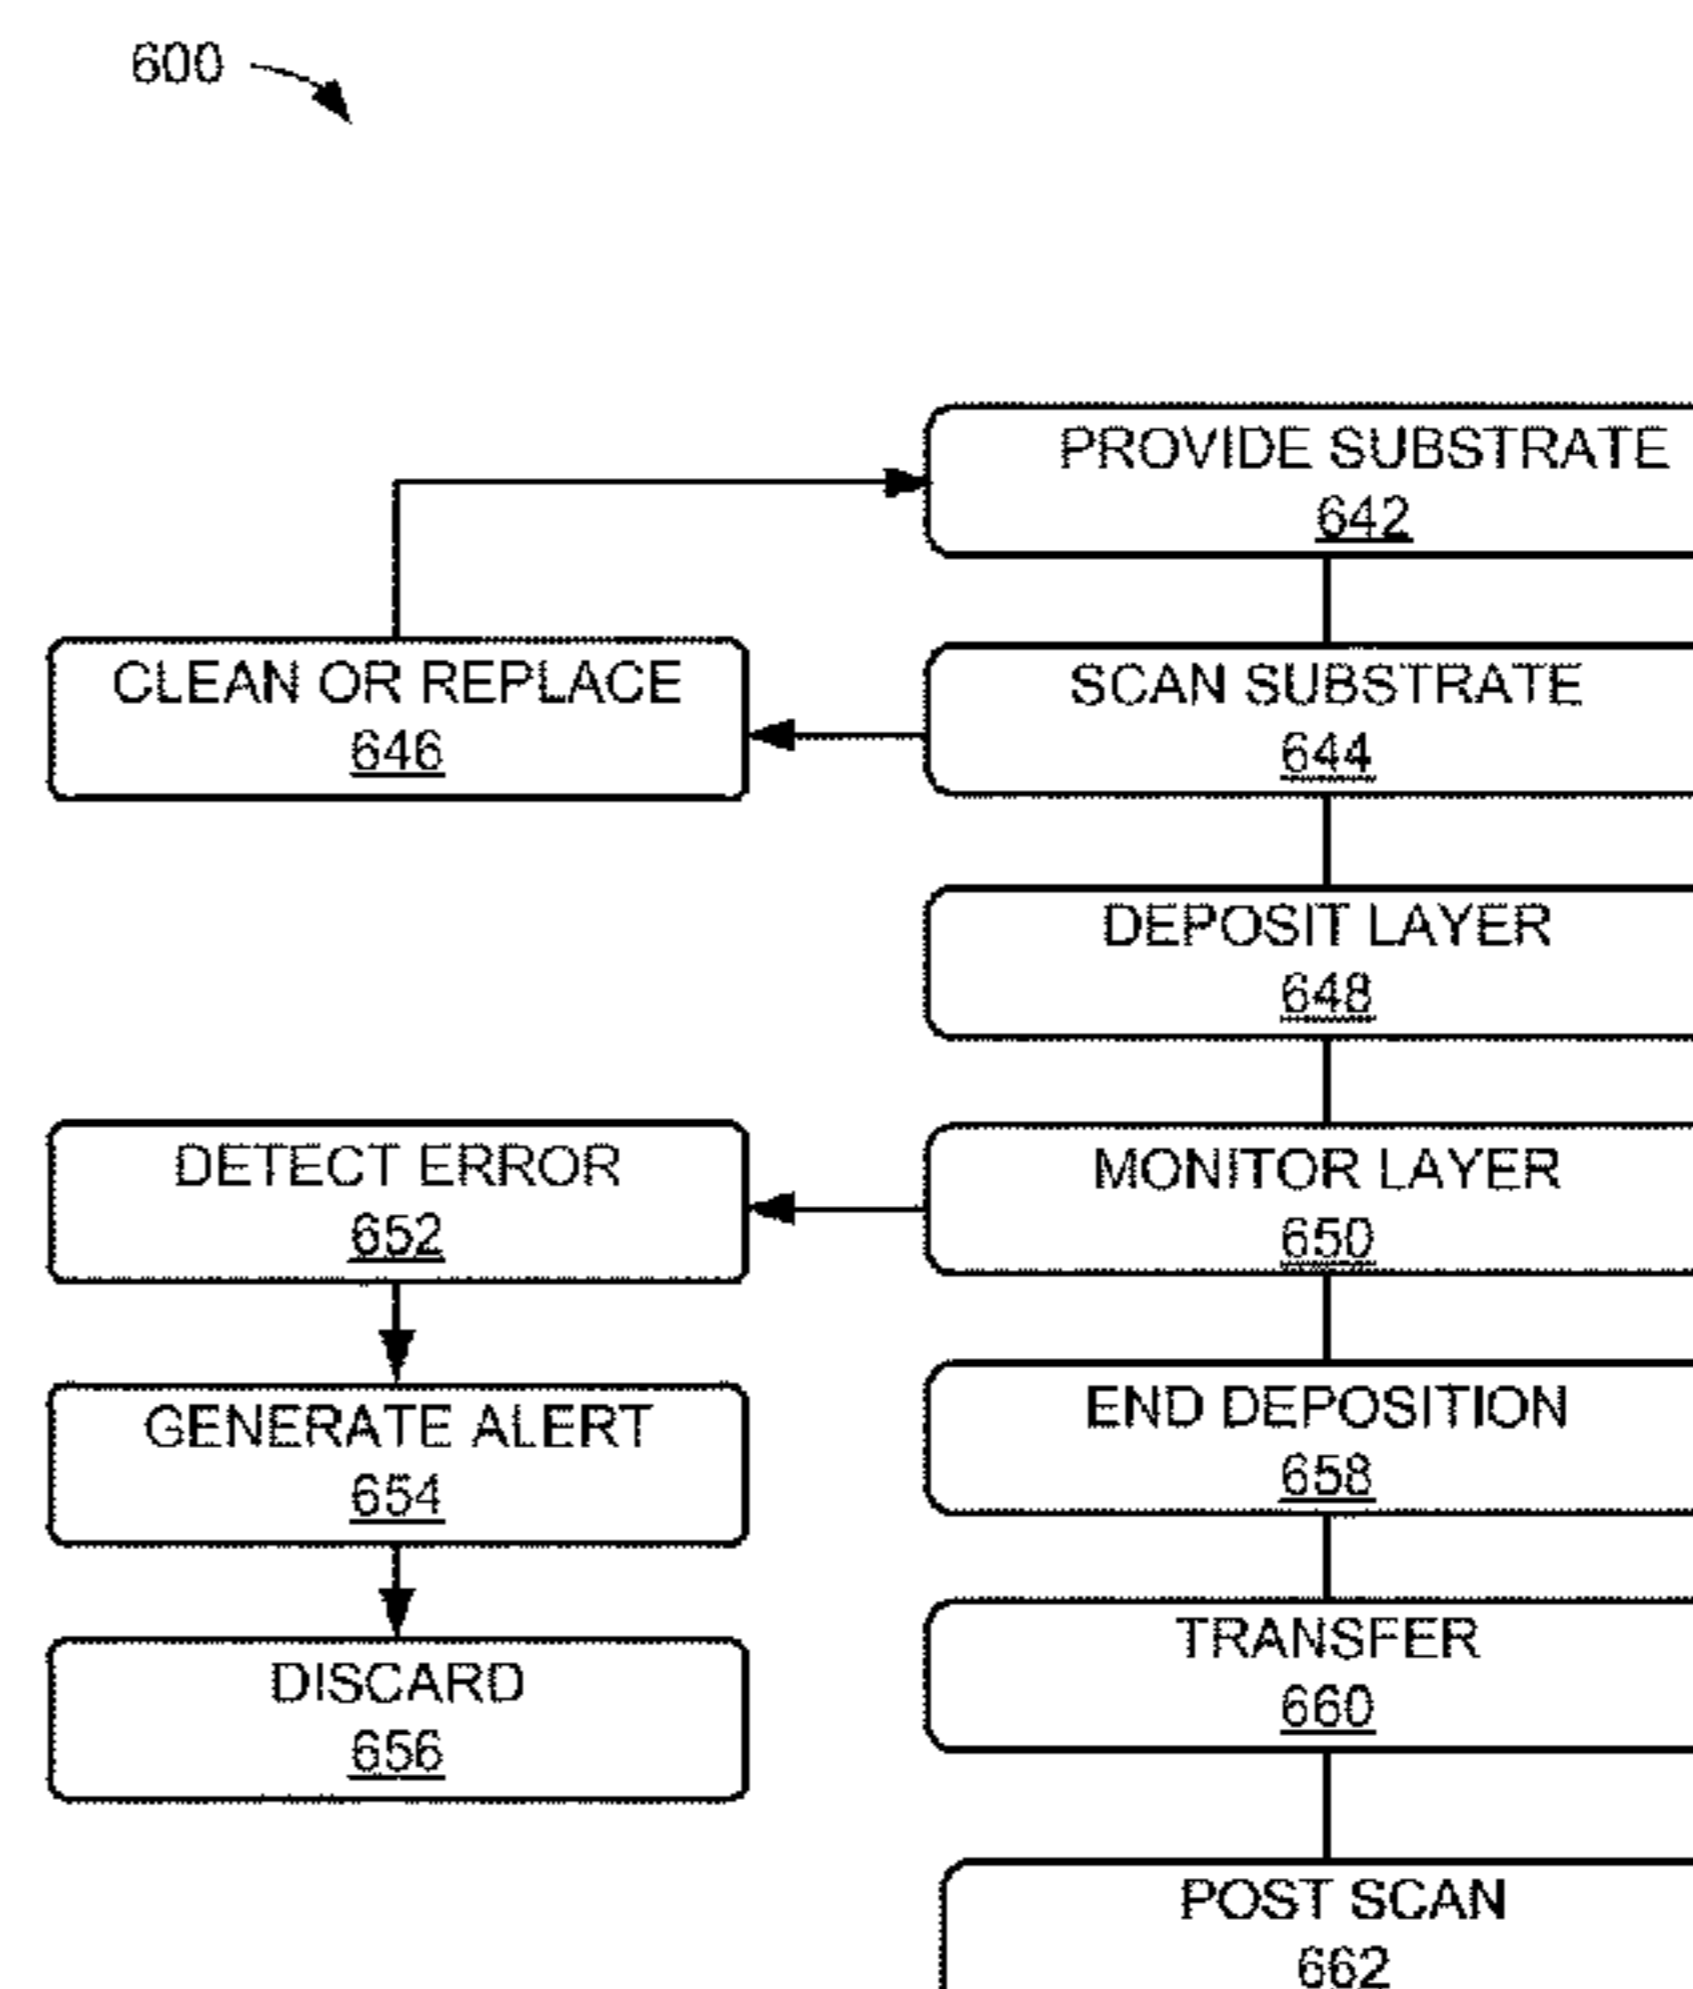 600
PROVIDE SUBSTRATE
642
CLEAN OR REPLACE
646
SCAN SUBSTRATE
644
DEPOSIT LAYER
648
DETECT ERROR
652
MONITOR LAYER
650
GENERATE ALERT
654
END DEPOSITION
658
DISCARD
656
TRANSFER
660
POST SCAN
662